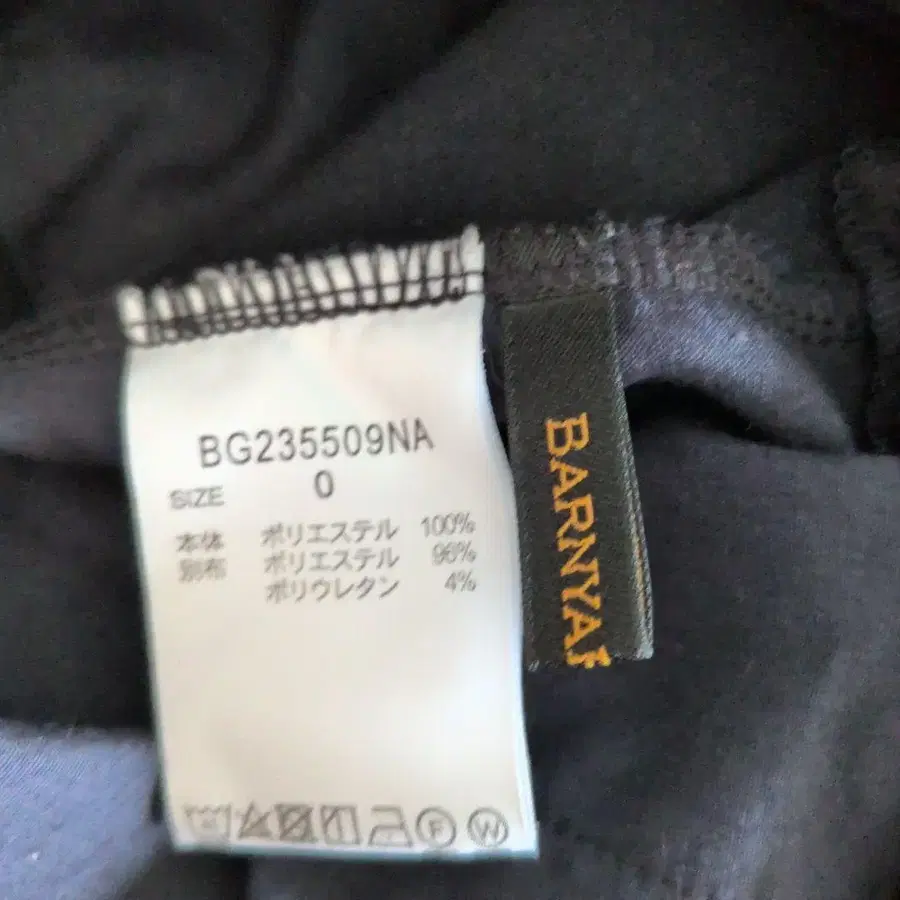 BG235509NA
SIZE 0
本体 ポリエステル 100%
別布 ポリエステル 96%
ポリウレタン 4%
F W
BARNYAR